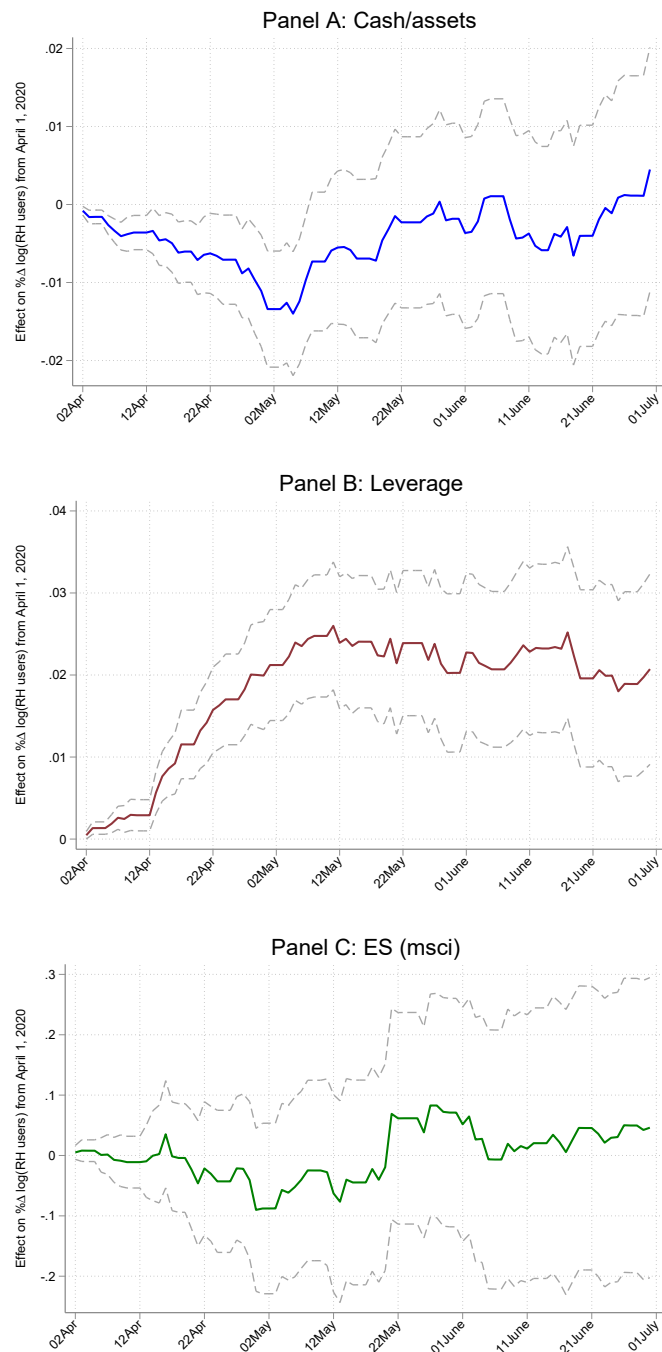 Panel A: Cash/assets
Effect on %Δ log(RH users) from April 1, 2020
.02
.01
0
-.01
-.02
02Apr
12Apr
22Apr
02May
12May
22May
01June
11June
21June
01July
Panel B: Leverage
Effect on %Δ log(RH users) from April 1, 2020
.04
.03
.02
.01
0
02Apr
12Apr
22Apr
02May
12May
22May
01June
11June
21June
01July
Panel C: ES (msci)
Effect on %Δ log(RH users) from April 1, 2020
.3
.2
.1
0
-.1
-.2
02Apr
12Apr
22Apr
02May
12May
22May
01June
11June
21June
01July